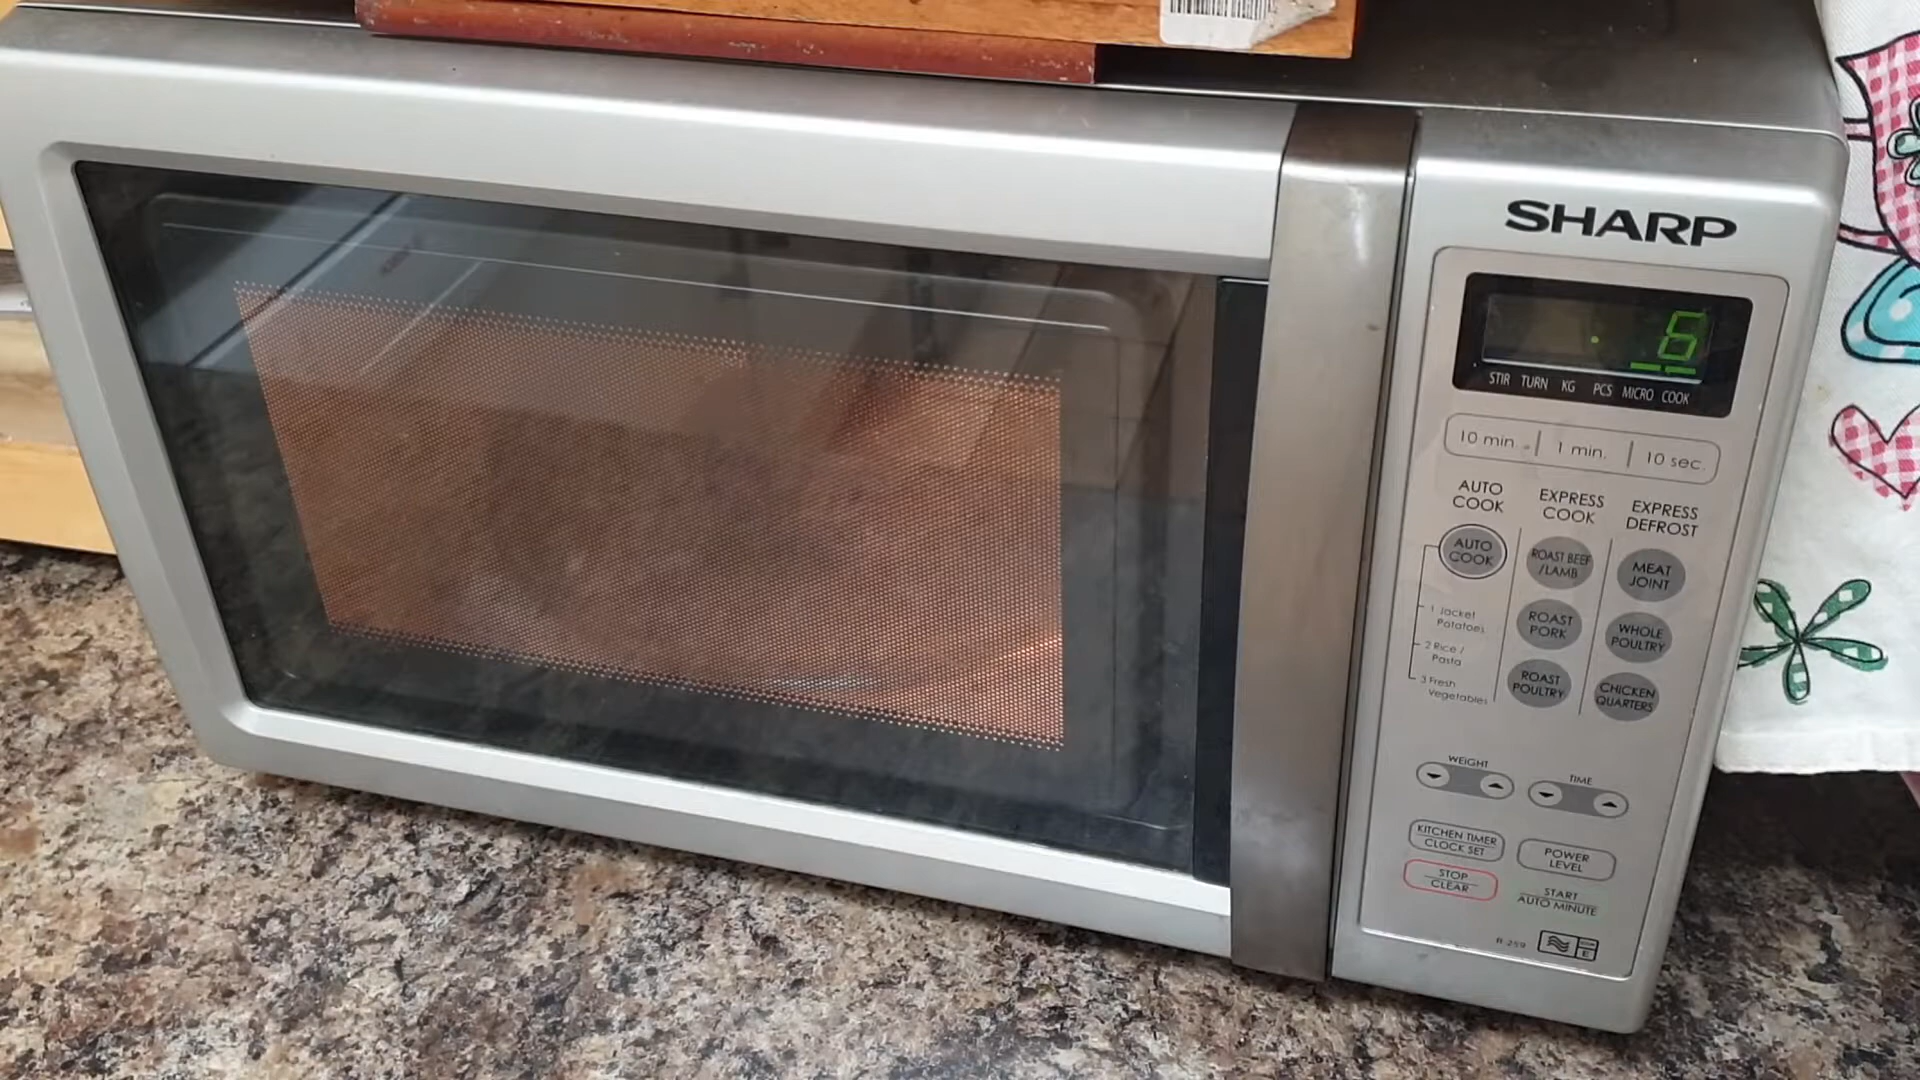 SHARP
6
STIR TURN KG PCS MICRO COOK
10 min. 1 min. 10 sec.
AUTO COOK
EXPRESS COOK
EXPRESS DEFROST
AUTO COOK
ROAST BEEF /LAMB
MEAT JOINT
1 Jacket Potatoes
ROAST PORK
WHOLE POULTRY
2 Rice / Pasta
3 Fresh Vegetables
ROAST POULTRY
CHICKEN QUARTERS
WEIGHT
TIME
KITCHEN TIMER
CLOCK SET
POWER LEVEL
STOP
CLEAR
START
AUTO MINUTE
R-259
E